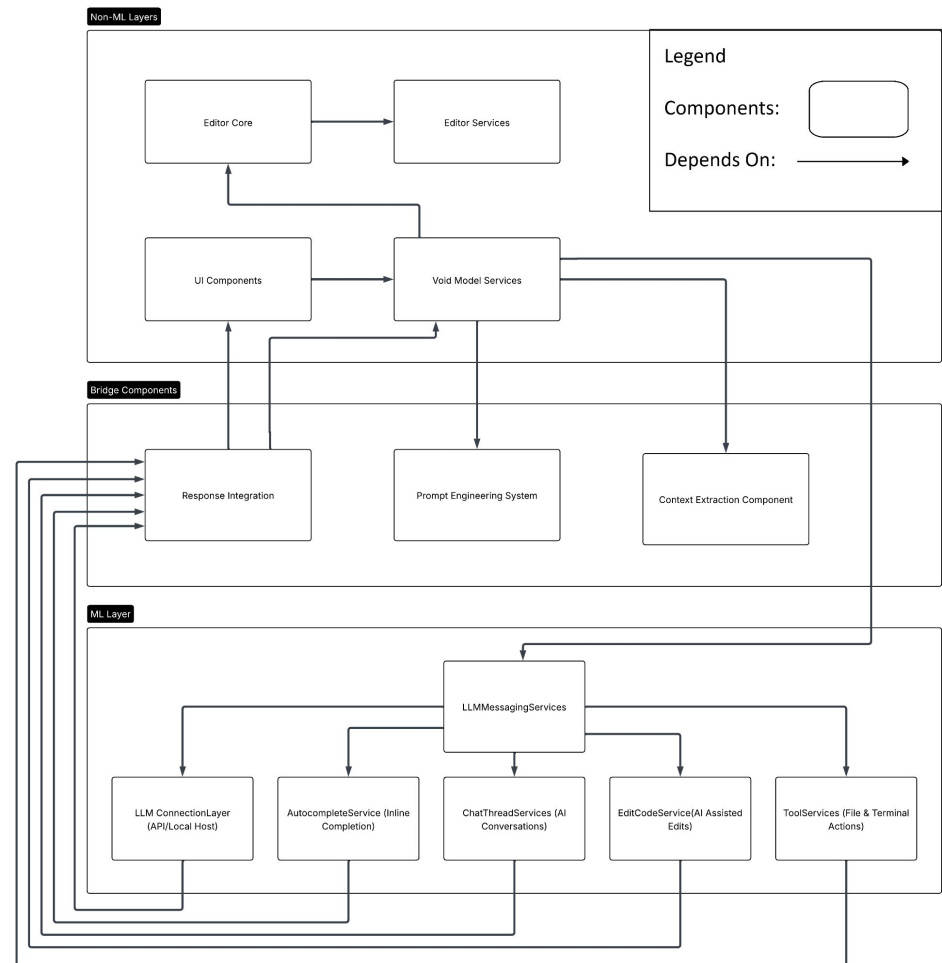 Non-ML Layers
Legend
Components:
Depends On:
Editor Core
Editor Services
UI Components
Void Model Services
Bridge Components
Response Integration
Prompt Engineering System
Context Extraction Component
ML Layer
LLMMessagingServices
LLM ConnectionLayer
(API/Local Host)
AutocompleteService (Inline
Completion)
ChatThreadServices (AI
Conversations)
EditCodeService(AI Assisted
Edits)
ToolServices (File & Terminal
Actions)